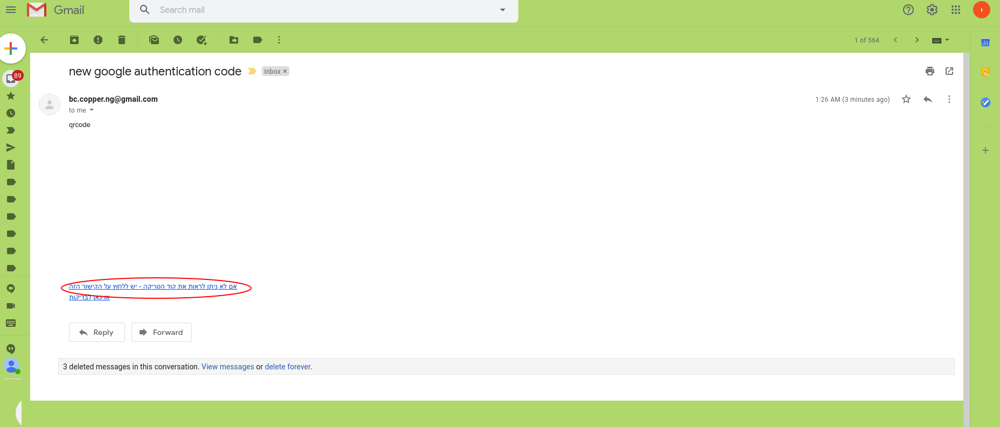 Gmail
Search mail
1 of 564
31
89
new google authentication code
Inbox ×
bc.copper.ng@gmail.com
1:26 AM (3 minutes ago)
to me
qrcode
אם לא ניתן לראות את קוד הסריקה - יש ללחוץ על הקישור הזה
או כאן לבדיקות
Reply
Forward
3 deleted messages in this conversation. View messages or delete forever.